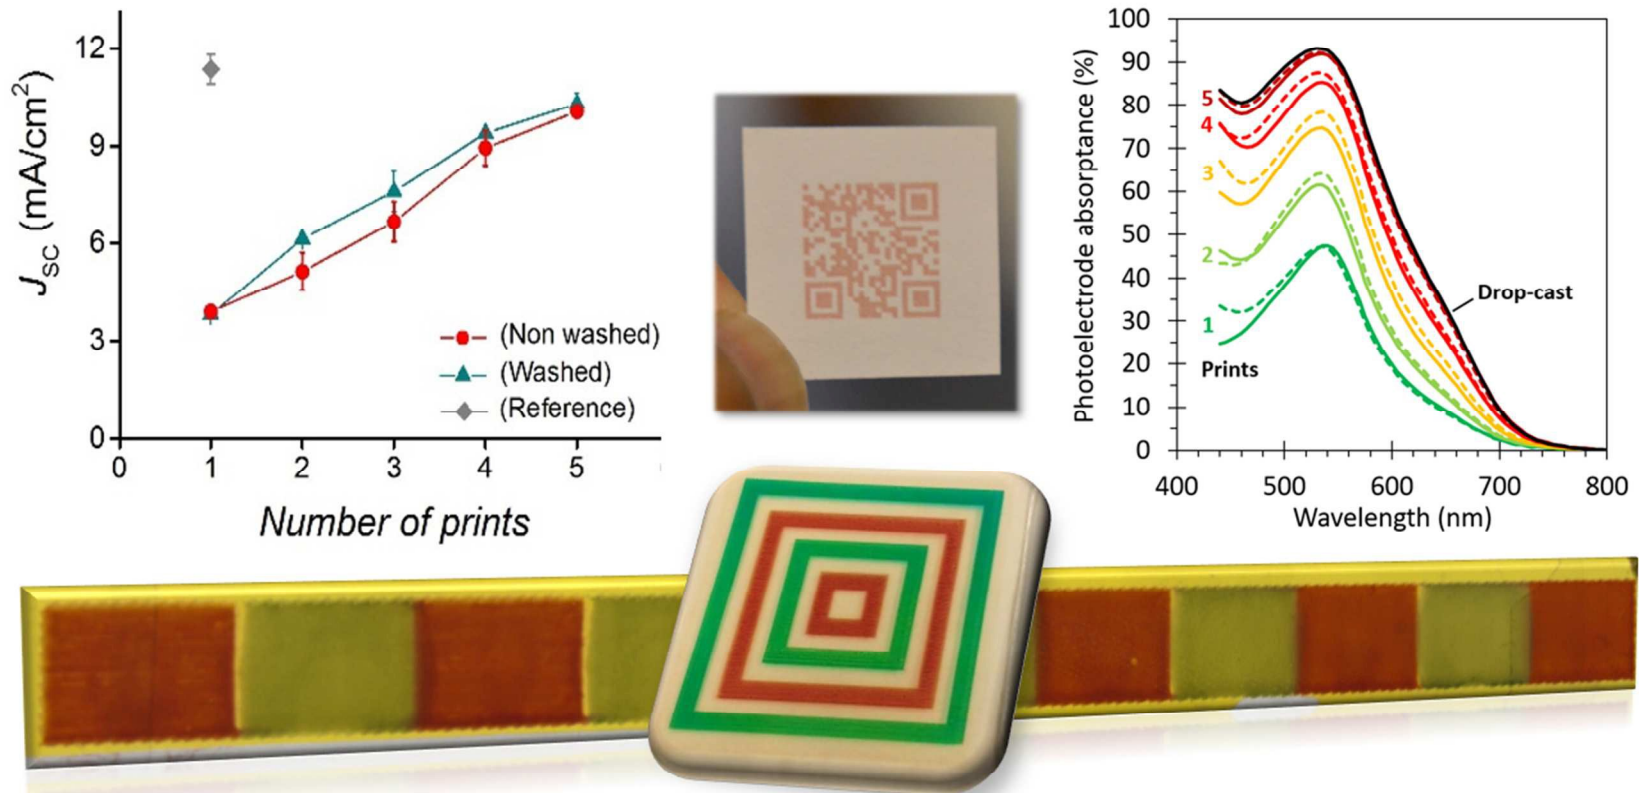 12
9
6
3
0
0 1 2 3 4 5
J_SC (mA/cm²)
Number of prints
(Non washed)
(Washed)
(Reference)
100
90
80
70
60
50
40
30
20
10
0
400 500 600 700 800
Photoelectrode absorptance (%)
Wavelength (nm)
5
4
3
2
1
Prints
Drop-cast